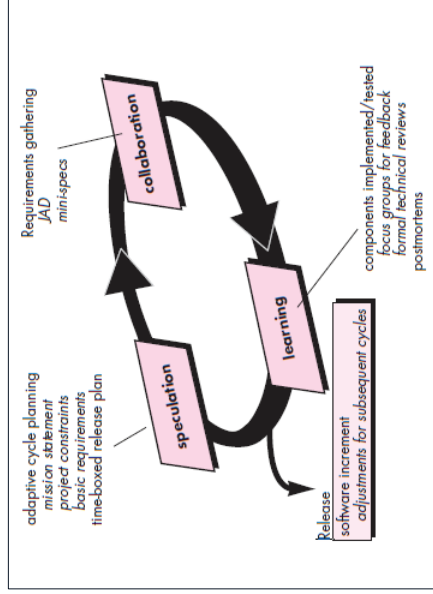 adaptive cycle planning
mission statement
project constraints
basic requirements
time-boxed release plan
Requirements gathering
JAD
mini-specs
speculation
collaboration
learning
components implemented/tested
focus groups for feedback
formal technical reviews
postmortems
Release
software increment
adjustments for subsequent cycles